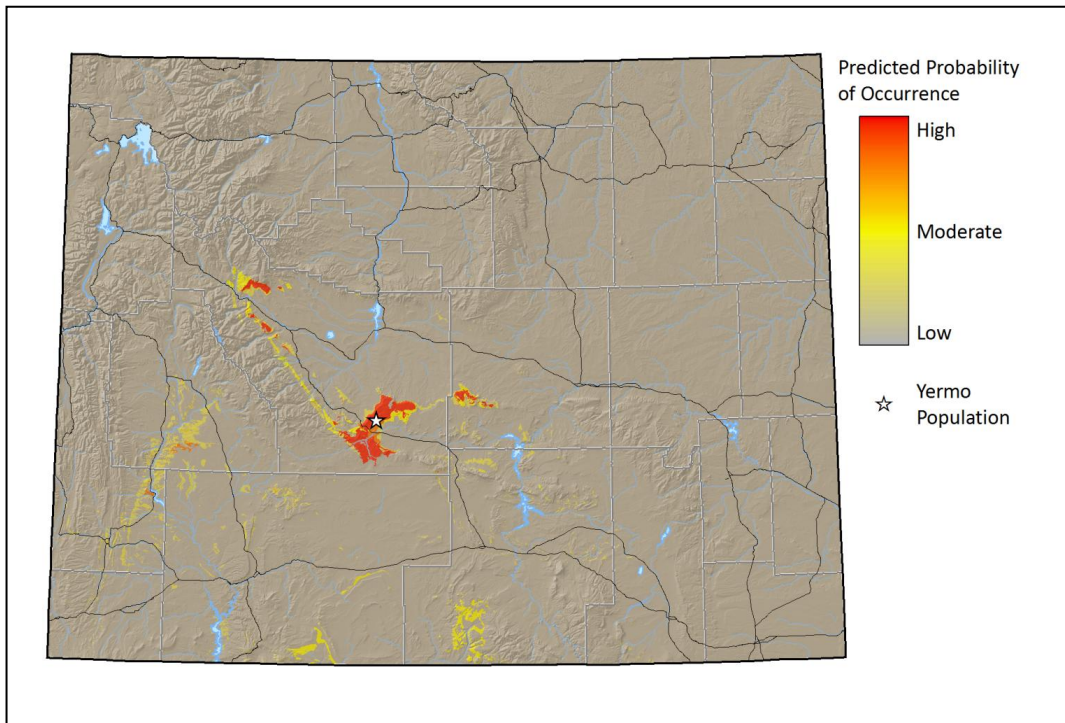 Predicted Probability
of Occurrence
High
Moderate
Low
Yermo
Population